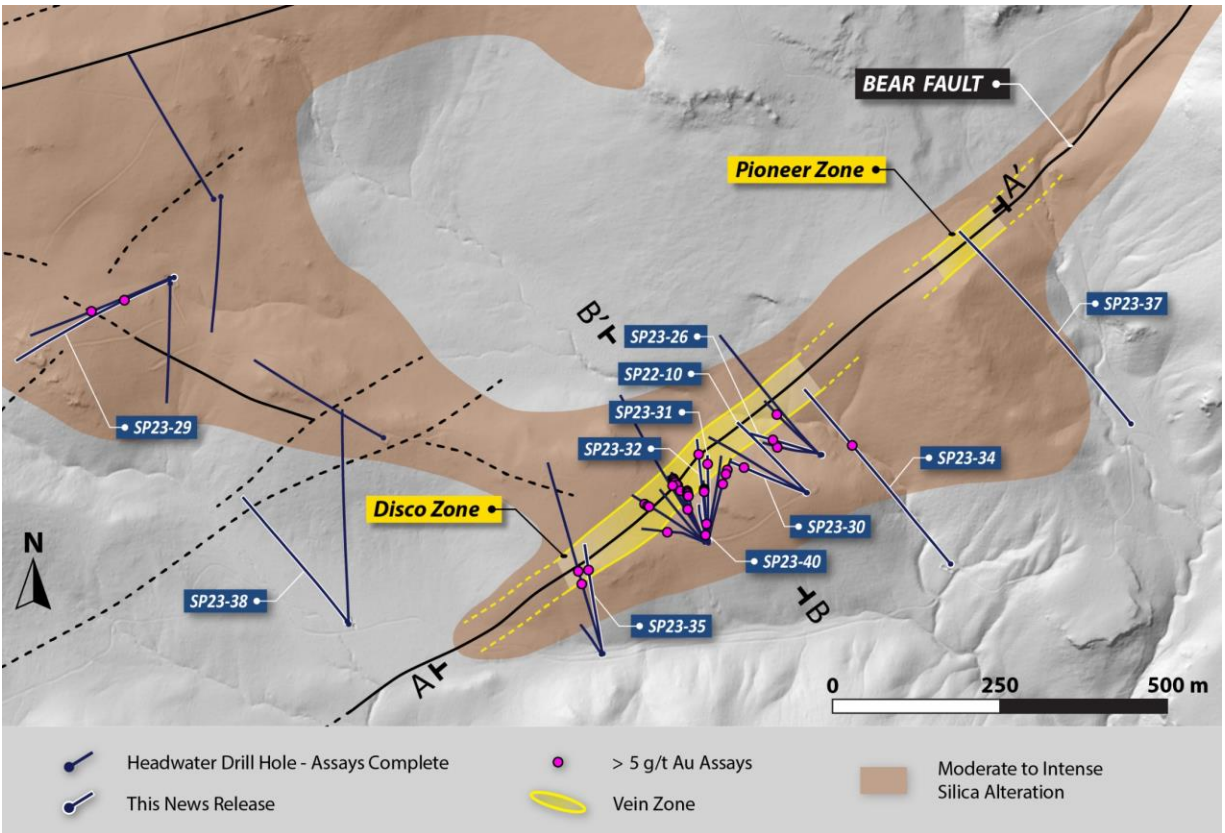 BEAR FAULT
Pioneer Zone
A'
SP23-37
B'
SP23-26
SP22-10
SP23-31
SP23-32
SP23-29
SP23-34
Disco Zone
SP23-30
N
SP23-40
SP23-38
B
SP23-35
A
0 250 500 m
Headwater Drill Hole - Assays Complete
> 5 g/t Au Assays
Moderate to Intense
Silica Alteration
This News Release
Vein Zone